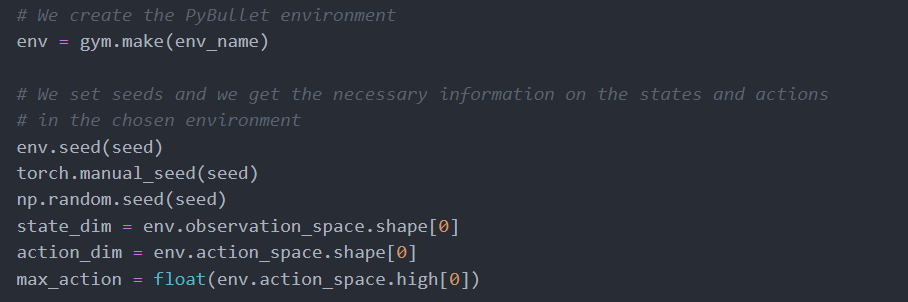 # We create the PyBullet environment
env = gym.make(env_name)
# We set seeds and we get the necessary information on the states and actions
# in the chosen environment
env.seed(seed)
torch.manual_seed(seed)
np.random.seed(seed)
state_dim = env.observation_space.shape[0]
action_dim = env.action_space.shape[0]
max_action = float(env.action_space.high[0])